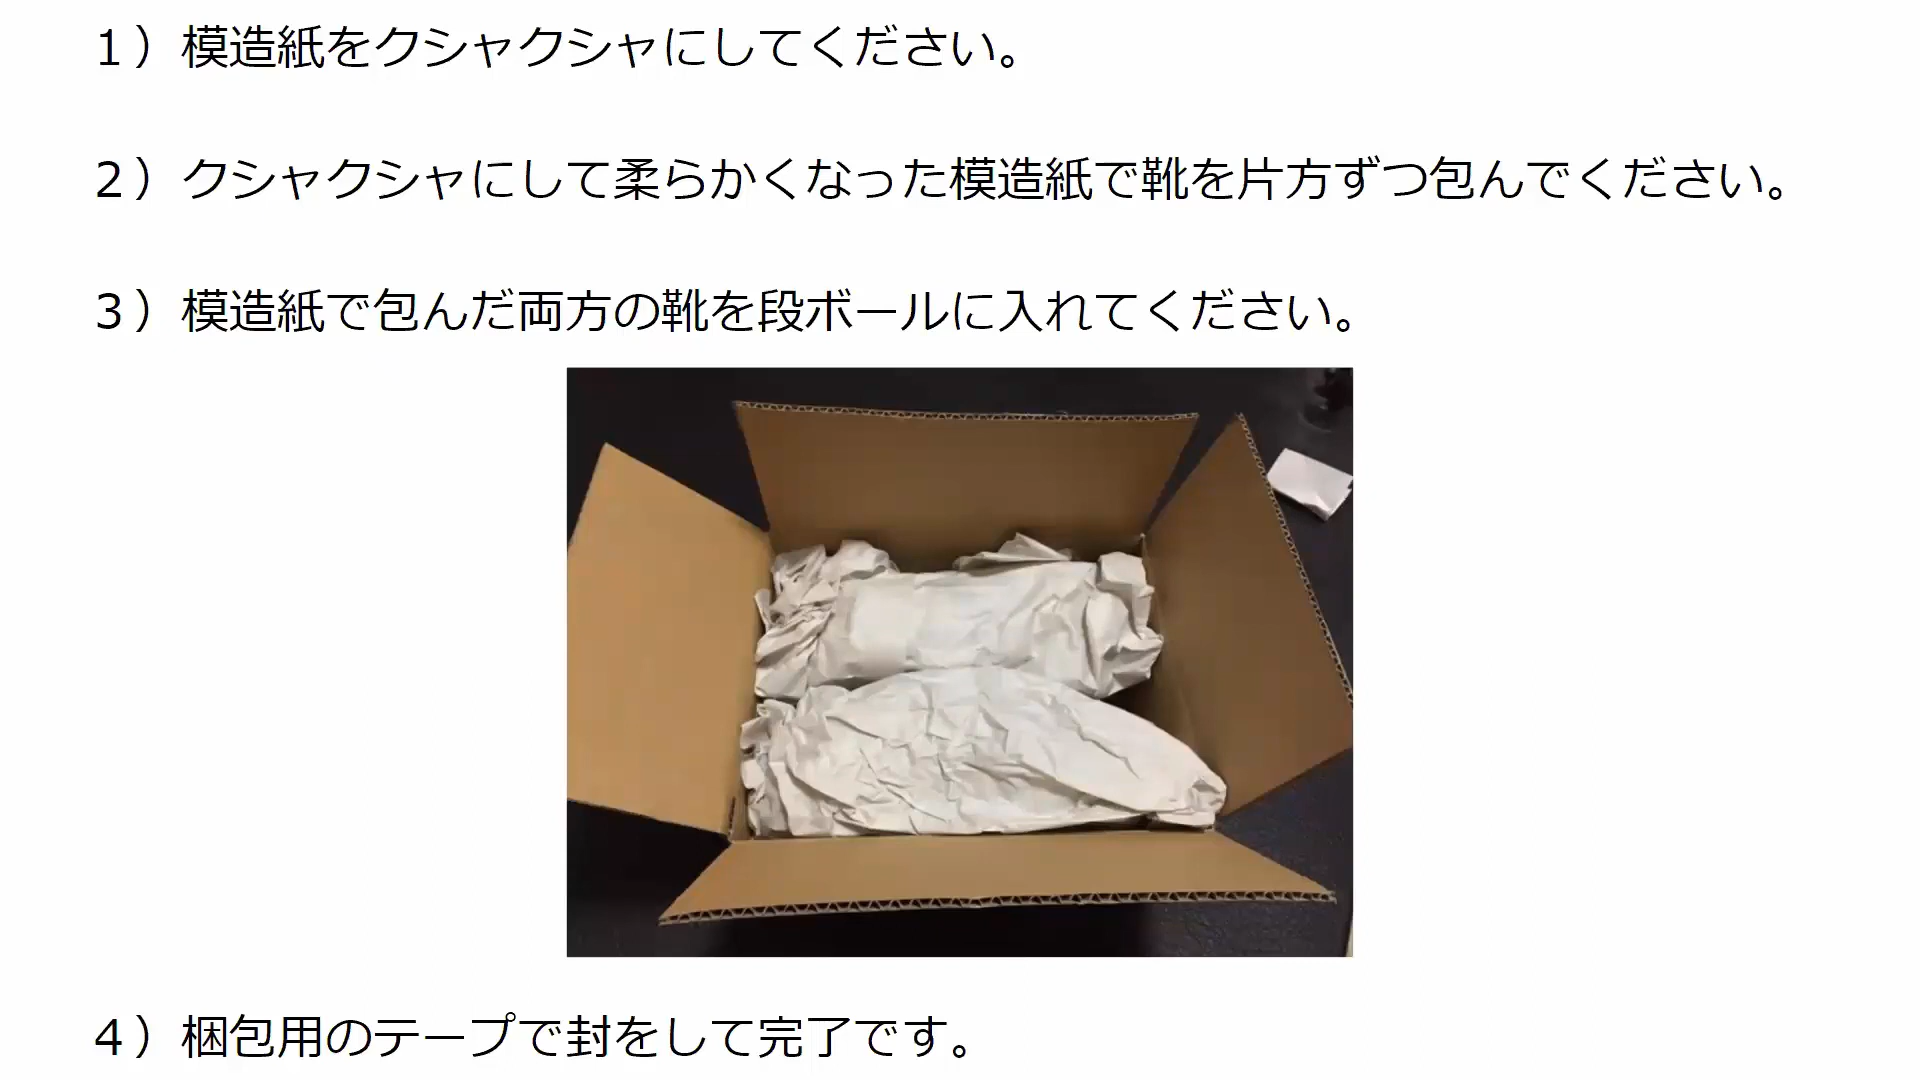 １）模造紙をクシャクシャにしてください。
２）クシャクシャにして柔らかくなった模造紙で靴を片方ずつ包んでください。
３）模造紙で包んだ両方の靴を段ボールに入れてください。
４）梱包用のテープで封をして完了です。